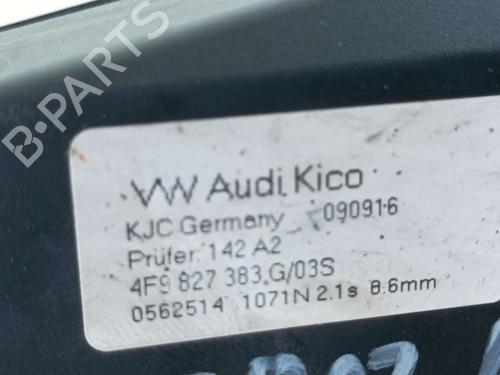 B-PARTS
VW Audi Kico
KJC Germany 090916
Prüfer 142 A2
4F9 827 383 G/03S
0562514 1071N 2.1s 8.6mm